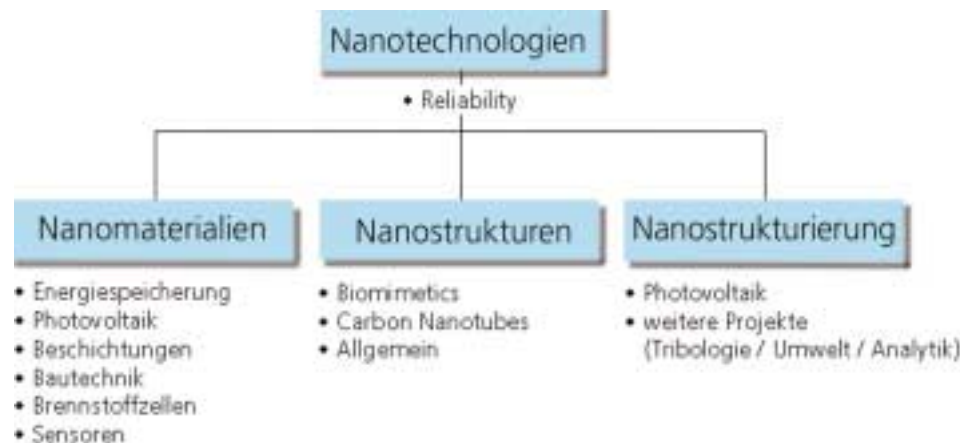 Nanotechnologien
• Reliability
Nanomaterialien
• Energiespeicherung
• Photovoltaik
• Beschichtungen
• Bautechnik
• Brennstoffzellen
• Sensoren
Nanostrukturen
• Biomimetics
• Carbon Nanotubes
• Allgemein
Nanostrukturierung
• Photovoltaik
• weitere Projekte
(Tribologie / Umwelt / Analytik)